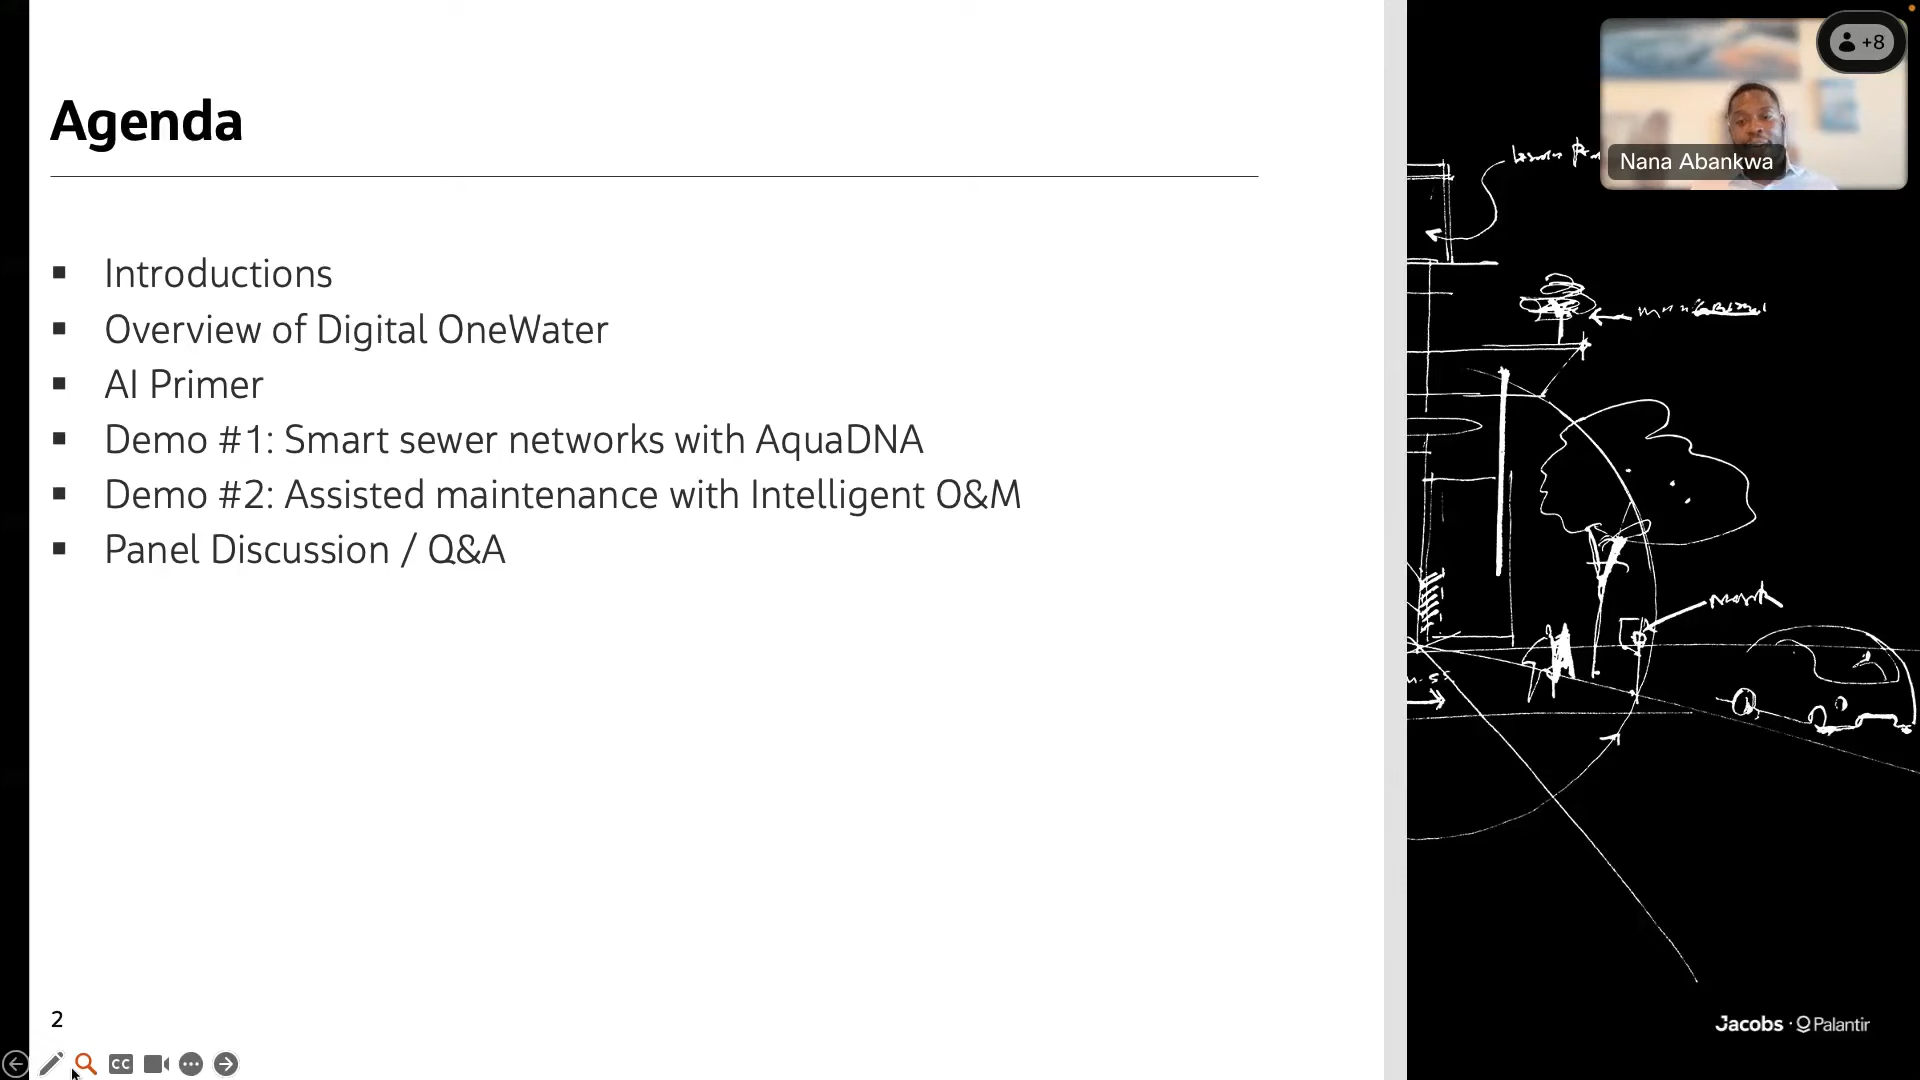 Agenda
+8
Nana Abankwa
▪ Introductions
▪ Overview of Digital OneWater
▪ AI Primer
▪ Demo #1: Smart sewer networks with AquaDNA
▪ Demo #2: Assisted maintenance with Intelligent O&M
▪ Panel Discussion / Q&A
2
Jacobs · Palantir
CC